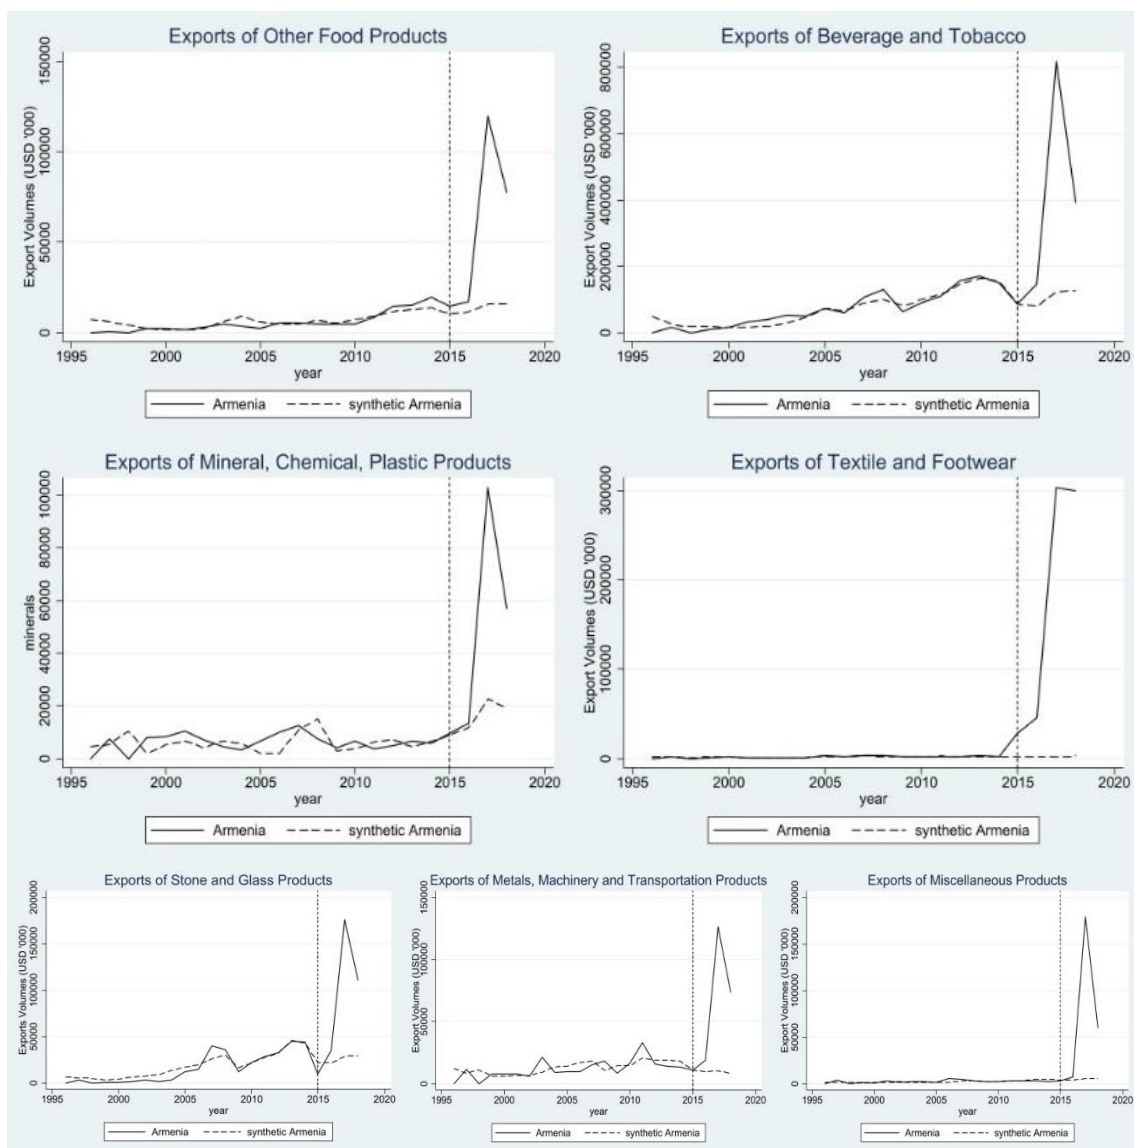 Exports of Other Food Products
Export Volumes (USD '000)
150000
100000
50000
0
1995 2000 2005 2010 2015 2020
year
Armenia synthetic Armenia
Exports of Beverage and Tobacco
Export Volumes (USD '000)
800000
600000
400000
200000
0
1995 2000 2005 2010 2015 2020
year
Armenia synthetic Armenia
Exports of Mineral, Chemical, Plastic Products
minerals
100000
80000
60000
40000
20000
0
1995 2000 2005 2010 2015 2020
year
Armenia synthetic Armenia
Exports of Textile and Footwear
Export Volumes (USD '000)
300000
200000
100000
0
1995 2000 2005 2010 2015 2020
year
Armenia synthetic Armenia
Exports of Stone and Glass Products
Exports Volumes (USD '000)
200000
150000
100000
50000
0
1995 2000 2005 2010 2015 2020
year
Armenia synthetic Armenia
Exports of Metals, Machinery and Transportation Products
Export Volumes (USD '000)
150000
100000
50000
0
1995 2000 2005 2010 2015 2020
year
Armenia synthetic Armenia
Exports of Miscellaneous Products
Export Volumes (USD '000)
200000
150000
100000
50000
0
1995 2000 2005 2010 2015 2020
year
Armenia synthetic Armenia